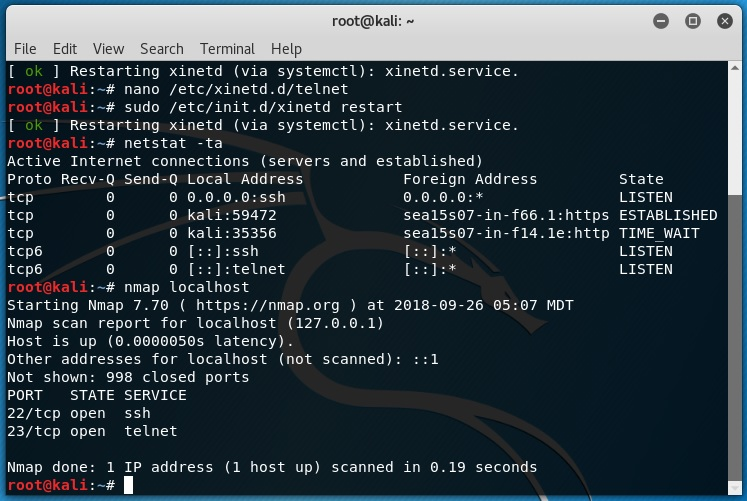 root@kali: ~
File Edit View Search Terminal Help
[ ok ] Restarting xinetd (via systemctl): xinetd.service.
root@kali:~# nano /etc/xinetd.d/telnet
root@kali:~# sudo /etc/init.d/xinetd restart
[ ok ] Restarting xinetd (via systemctl): xinetd.service.
root@kali:~# netstat -ta
Active Internet connections (servers and established)
Proto Recv-Q Send-Q Local Address           Foreign Address         State
tcp        0      0 0.0.0.0:ssh             0.0.0.0:*               LISTEN
tcp        0      0 kali:59472              sea15s07-in-f66.1:https ESTABLISHED
tcp        0      0 kali:35356              sea15s07-in-f14.1e:http TIME_WAIT
tcp6       0      0 [::]:ssh                [::]:*                  LISTEN
tcp6       0      0 [::]:telnet             [::]:*                  LISTEN
root@kali:~# nmap localhost
Starting Nmap 7.70 ( https://nmap.org ) at 2018-09-26 05:07 MDT
Nmap scan report for localhost (127.0.0.1)
Host is up (0.0000050s latency).
Other addresses for localhost (not scanned): ::1
Not shown: 998 closed ports
PORT   STATE SERVICE
22/tcp open  ssh
23/tcp open  telnet
Nmap done: 1 IP address (1 host up) scanned in 0.19 seconds
root@kali:~#